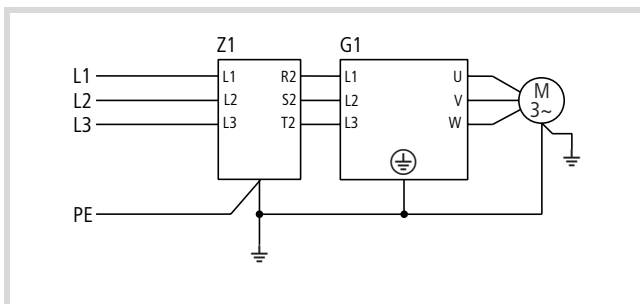 Z1 G1
L1 L1 R2 L1 U
L2 L2 S2 L2 V M
L3 L3 T2 L3 W 3~
PE